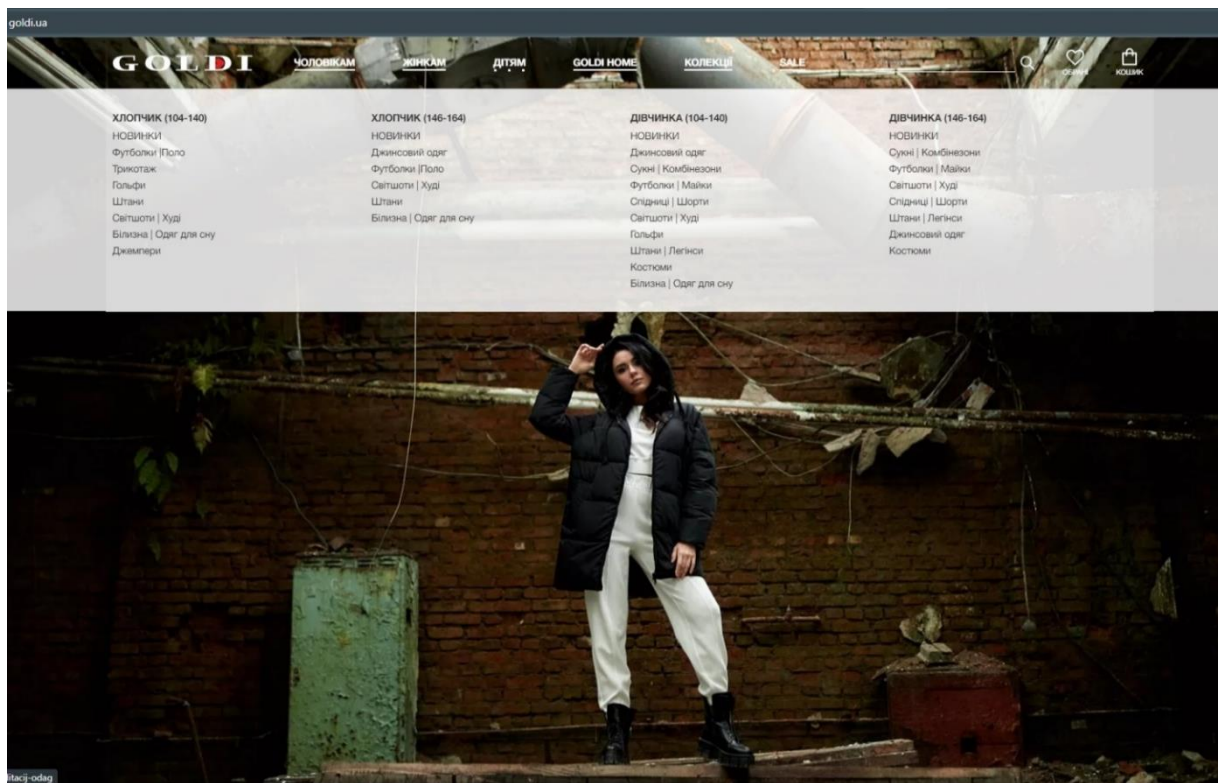 goldi.ua
GOLDI ЧОЛОВІКАМ ЖІНКАМ ДІТЯМ GOLDI HOME КОЛЕКЦІЇ SALE ОБРАНІ КОШИК
ХЛОПЧИК (104-140)
НОВИНКИ
Футболки |Поло
Трикотаж
Гольфи
Штани
Світшоти | Худі
Білизна | Одяг для сну
Джемпери
ХЛОПЧИК (146-164)
НОВИНКИ
Джинсовий одяг
Футболки |Поло
Світшоти | Худі
Штани
Білизна | Одяг для сну
ДІВЧИНКА (104-140)
НОВИНКИ
Джинсовий одяг
Сукні | Комбінезони
Футболки | Майки
Спідниці | Шорти
Світшоти | Худі
Гольфи
Штани | Легінси
Костюми
Білизна | Одяг для сну
ДІВЧИНКА (146-164)
НОВИНКИ
Сукні | Комбінезони
Футболки | Майки
Світшоти | Худі
Спідниці | Шорти
Штани | Легінси
Джинсовий одяг
Костюми
litacij-odag